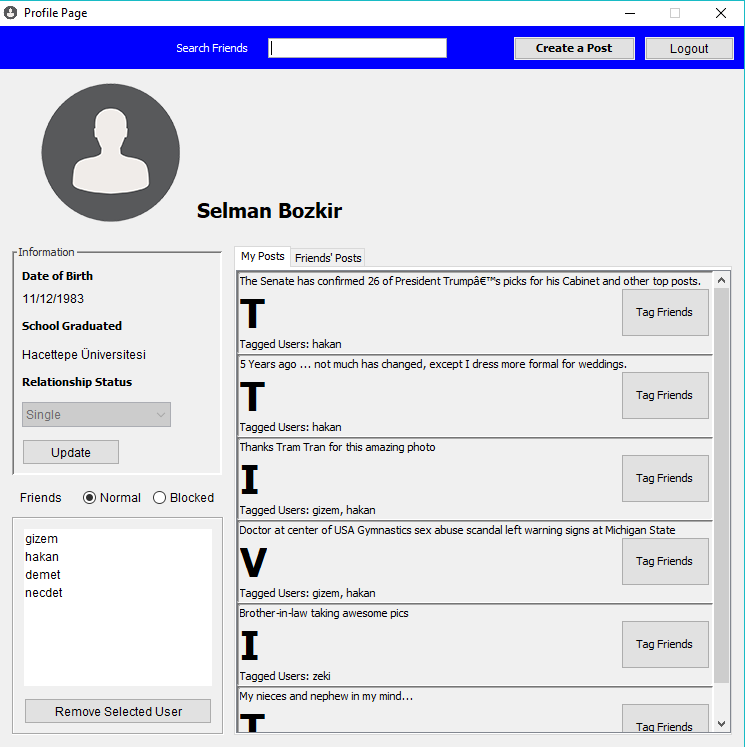 Profile Page
Search Friends
Create a Post
Logout
Selman Bozkir
Information
Date of Birth
11/12/1983
School Graduated
Hacettepe Üniversitesi
Relationship Status
Single
Update
Friends
Normal
Blocked
gizem
hakan
demet
necdet
Remove Selected User
My Posts
Friends' Posts
The Senate has confirmed 26 of President Trumpâ€™s picks for his Cabinet and other top posts.
T
Tag Friends
Tagged Users: hakan
5 Years ago ... not much has changed, except I dress more formal for weddings.
T
Tag Friends
Tagged Users: hakan
Thanks Tram Tran for this amazing photo
I
Tag Friends
Tagged Users: gizem, hakan
Doctor at center of USA Gymnastics sex abuse scandal left warning signs at Michigan State
V
Tag Friends
Tagged Users: gizem, hakan
Brother-in-law taking awesome pics
I
Tag Friends
Tagged Users: zeki
My nieces and nephew in my mind...
T
Tag Friends